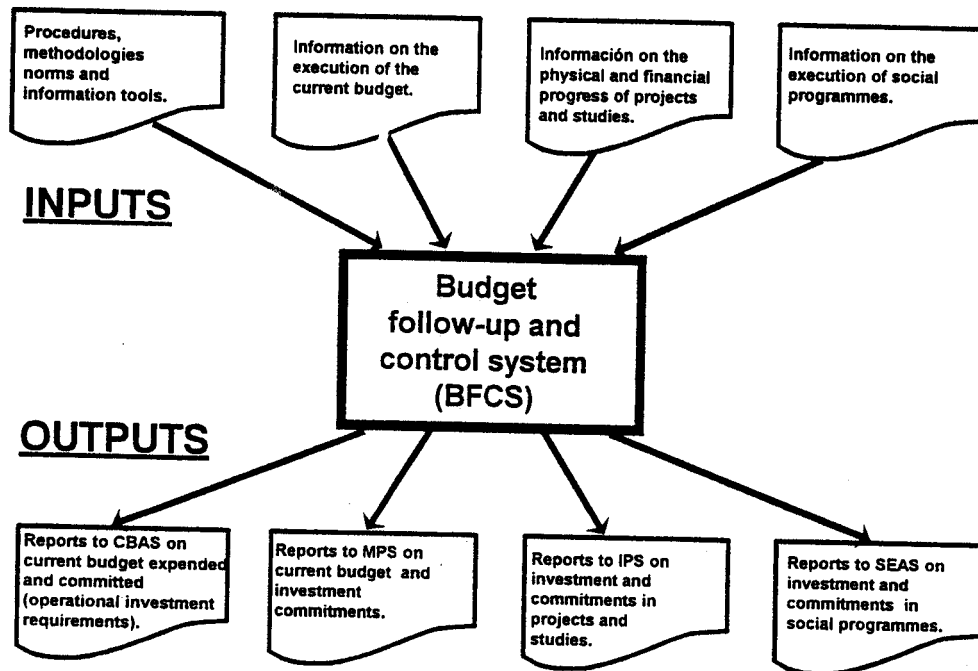 Procedures,
methodologies
norms and
information tools.
Information on the
execution of the
current budget.
Información on the
physical and financial
progress of projects
and studies.
Information on the
execution of social
programmes.
INPUTS
Budget
follow-up and
control system
(BFCS)
OUTPUTS
Reports to CBAS on
current budget expended
and committed
(operational investment
requirements).
Reports to MPS on
current budget and
investment
commitments.
Reports to IPS on
investment and
commitments in
projects and
studies.
Reports to SEAS on
investment and
commitments in
social programmes.